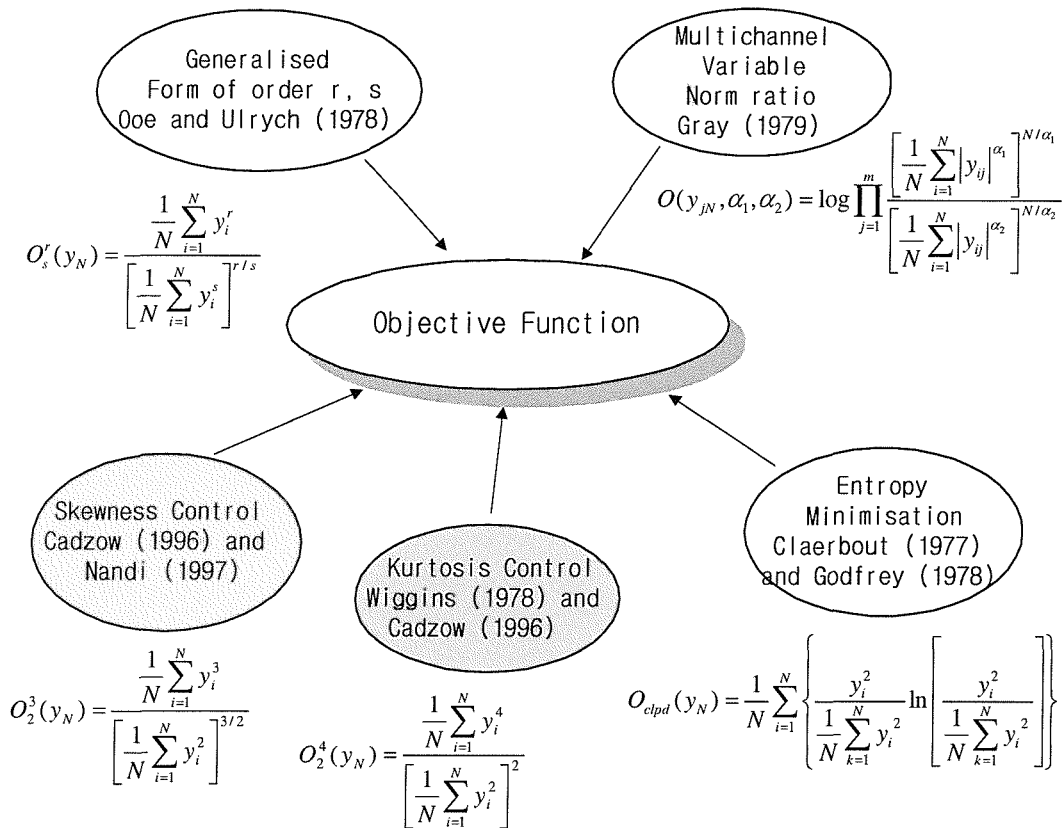 Generalised
Form of order r, s
Ooe and Ulrych (1978)
Multichannel
Variable
Norm ratio
Gray (1979)
$O_s^r(y_N) = \frac{\frac{1}{N}\sum_{i=1}^{N} y_i^r}{\left[\frac{1}{N}\sum_{i=1}^{N} y_i^s\right]^{r/s}}$
$O(y_{jN},\alpha_1,\alpha_2) = \log \prod_{j=1}^{m} \frac{\left[\frac{1}{N}\sum_{i=1}^{N} |y_{ij}|^{\alpha_1}\right]^{N/\alpha_1}}{\left[\frac{1}{N}\sum_{i=1}^{N} |y_{ij}|^{\alpha_2}\right]^{N/\alpha_2}}$
Objective Function
Skewness Control
Cadzow (1996) and
Nandi (1997)
Kurtosis Control
Wiggins (1978) and
Cadzow (1996)
Entropy
Minimisation
Claerbout (1977)
and Godfrey (1978)
$O_2^3(y_N) = \frac{\frac{1}{N}\sum_{i=1}^{N} y_i^3}{\left[\frac{1}{N}\sum_{i=1}^{N} y_i^2\right]^{3/2}}$
$O_2^4(y_N) = \frac{\frac{1}{N}\sum_{i=1}^{N} y_i^4}{\left[\frac{1}{N}\sum_{i=1}^{N} y_i^2\right]^2}$
$O_{clpd}(y_N) = \frac{1}{N}\sum_{i=1}^{N} \left\{ \frac{y_i^2}{\frac{1}{N}\sum_{k=1}^{N} y_i^2} \ln \left[ \frac{y_i^2}{\frac{1}{N}\sum_{k=1}^{N} y_i^2} \right] \right\}$